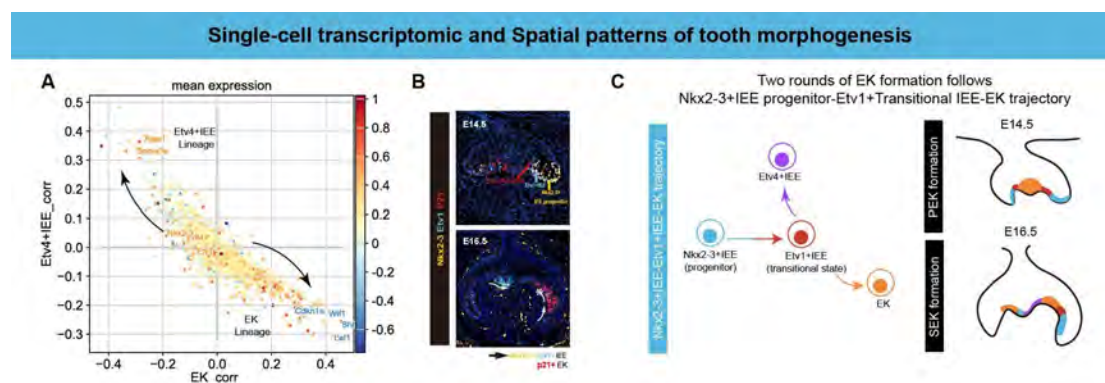 Single-cell transcriptomic and Spatial patterns of tooth morphogenesis
A
mean expression
0.5
0.4
0.3
0.2
0.1
0.0
-0.1
-0.2
-0.3
Etv4+IEE_corr
Etv4+IEE
Lineage
EK
Lineage
Cdkn1a
Wif1
Shh
Lef1
−0.4
−0.2
0.0
0.2
0.4
EK_corr
1
0.8
0.6
0.4
0.2
0
-0.2
-0.4
-0.6
B
Nkx2-3 Etv1 P21
E14.5
E16.5
IEE
p21+ EK
C
Two rounds of EK formation follows
Nkx2-3+IEE progenitor-Etv1+Transitional IEE-EK trajectory
Nkx2-3+IEE-Etv1+IEE-EK trajectory
Etv4+IEE
Nkx2-3+IEE
(progenitor)
Etv1+IEE
(transitional state)
EK
PEK formation
E14.5
SEK formation
E16.5